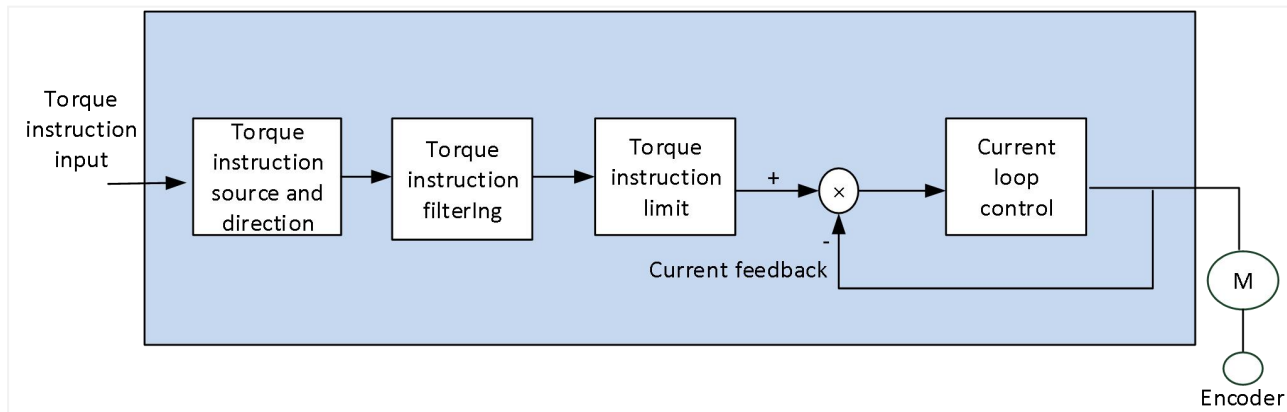 Torque
instruction
input
Torque
instruction
source and
direction
Torque
instruction
filterIng
Torque
instruction
limit
+
×
-
Current feedback
Current
loop
control
M
Encoder